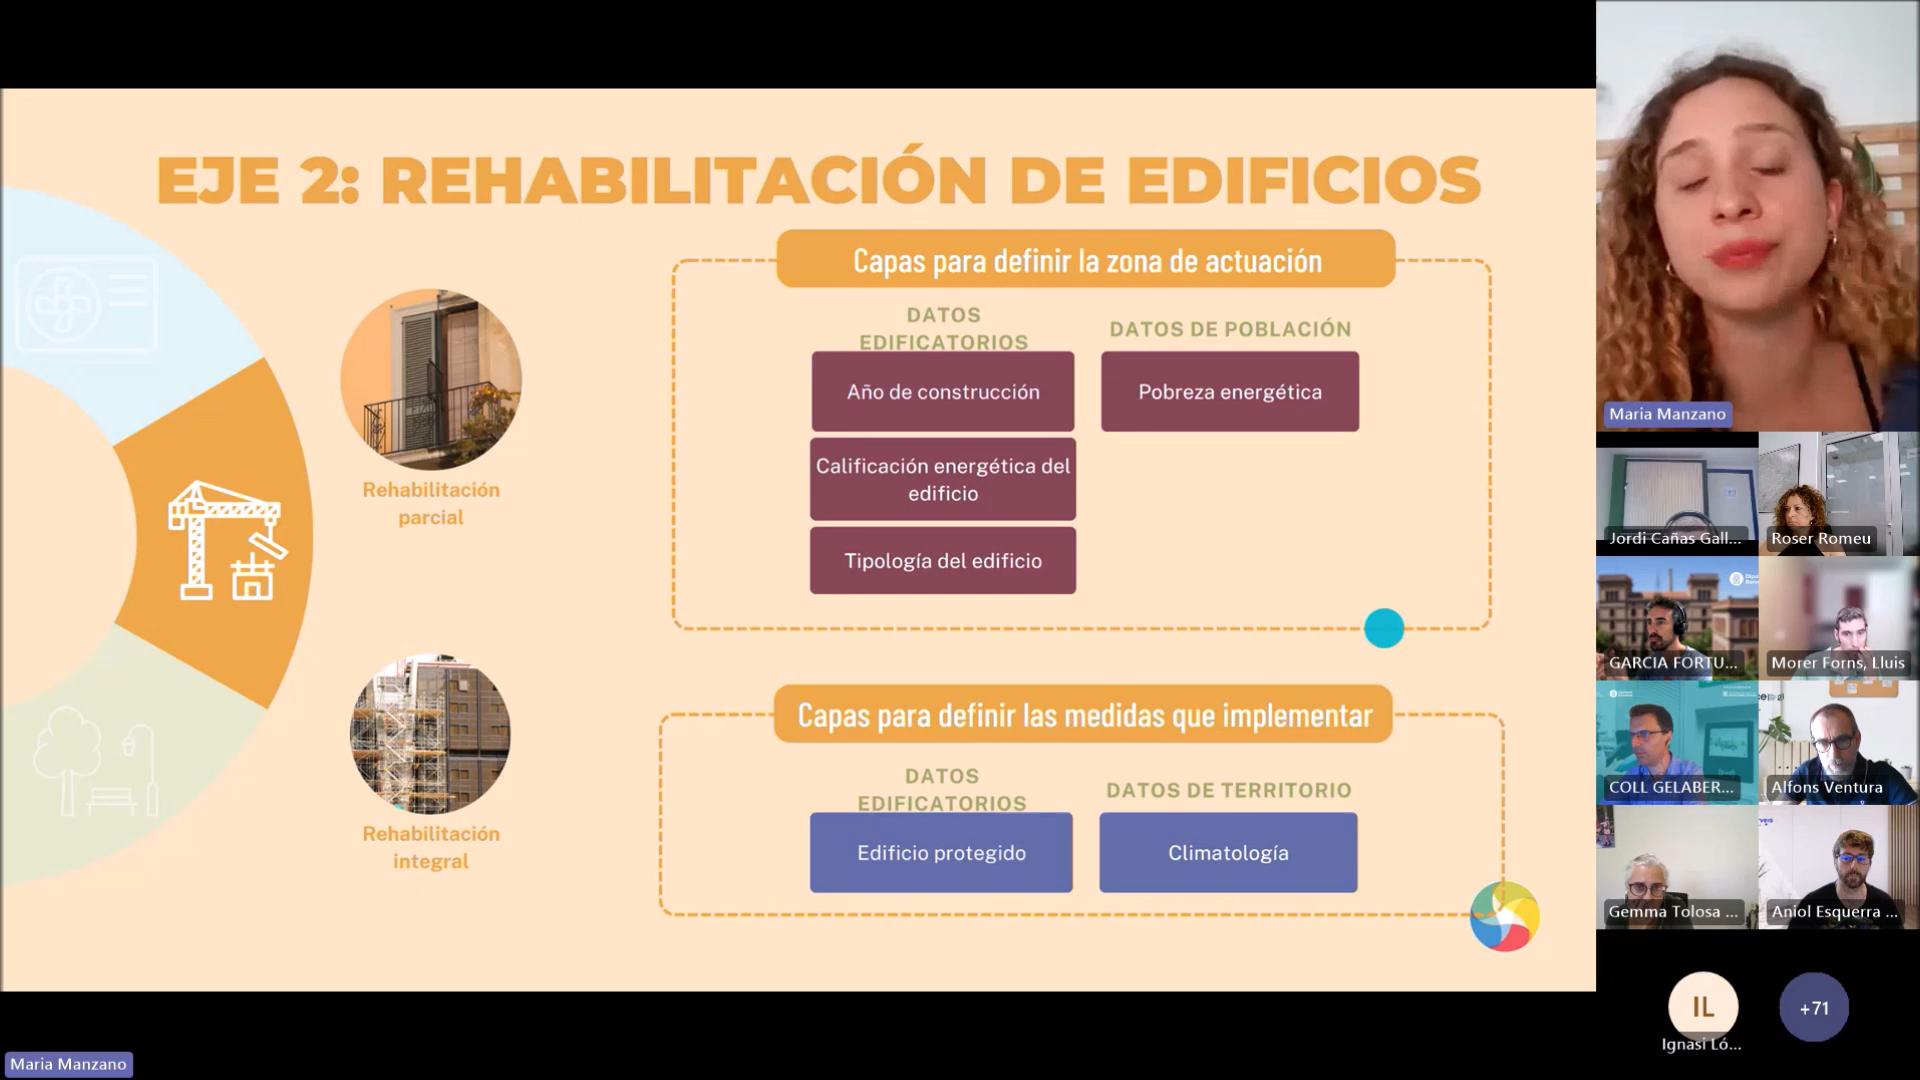 EJE 2: REHABILITACIÓN DE EDIFICIOS
Rehabilitación
parcial
Rehabilitación
integral
Capas para definir la zona de actuación
DATOS
EDIFICATORIOS
Año de construcción
Calificación energética del
edificio
Tipología del edificio
DATOS DE POBLACIÓN
Pobreza energética
Capas para definir las medidas que implementar
DATOS
EDIFICATORIOS
Edificio protegido
DATOS DE TERRITORIO
Climatología
Maria Manzano
Jordi Cañas Gall...
Roser Romeu
GARCIA FORTU...
Morer Forns, Lluis
COLL GELABER...
Alfons Ventura
Gemma Tolosa ...
Aniol Esquerra ...
IL
Ignasi Ló...
+71
Maria Manzano